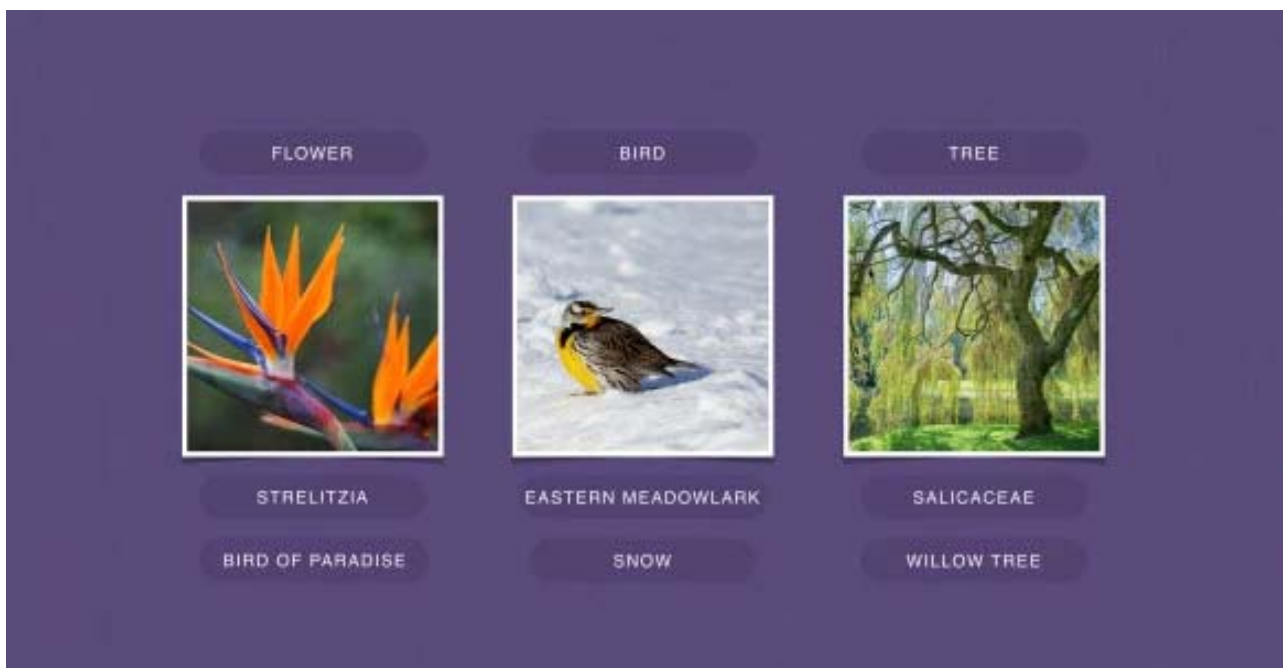 FLOWER
BIRD
TREE
STRELITZIA
EASTERN MEADOWLARK
SALICACEAE
BIRD OF PARADISE
SNOW
WILLOW TREE